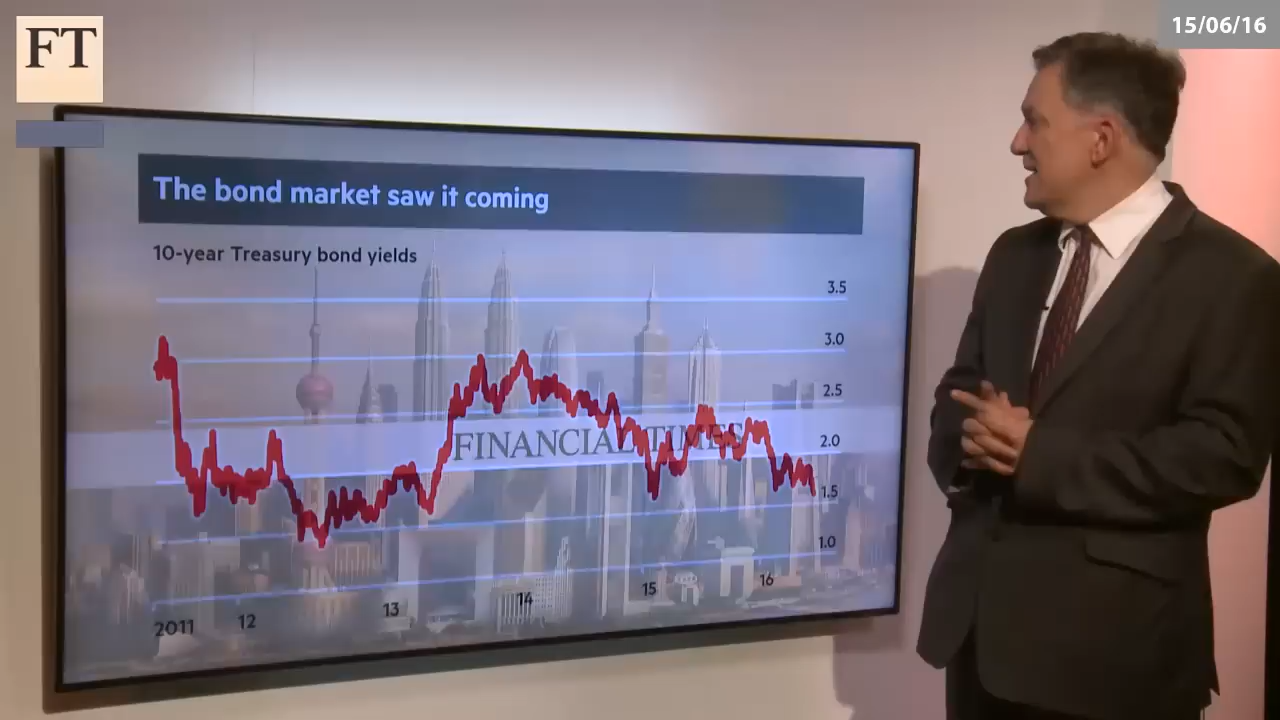 FT
15/06/16
The bond market saw it coming
10-year Treasury bond yields
3.5
3.0
2.5
FINANCIAL TIMES
2.0
1.5
1.0
2011 12 13 14 15 16